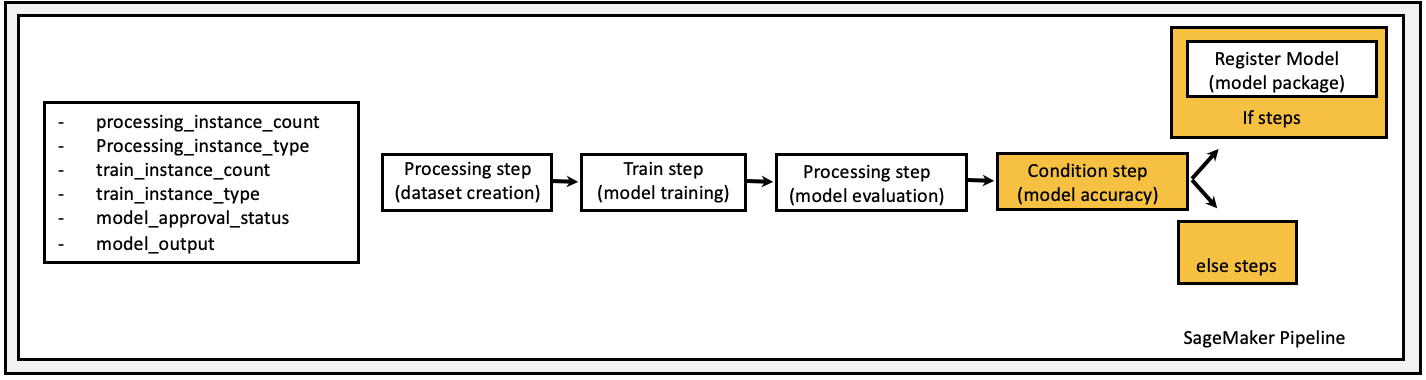 - processing_instance_count
- Processing_instance_type
- train_instance_count
- train_instance_type
- model_approval_status
- model_output
Processing step
(dataset creation)
Train step
(model training)
Processing step
(model evaluation)
Condition step
(model accuracy)
Register Model
(model package)
If steps
else steps
SageMaker Pipeline